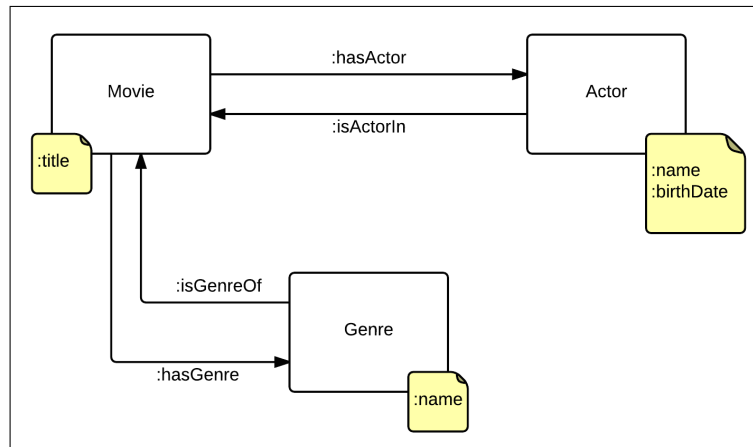 :hasActor
Movie
Actor
:isActorIn
:title
:name
:birthDate
:isGenreOf
Genre
:hasGenre
:name